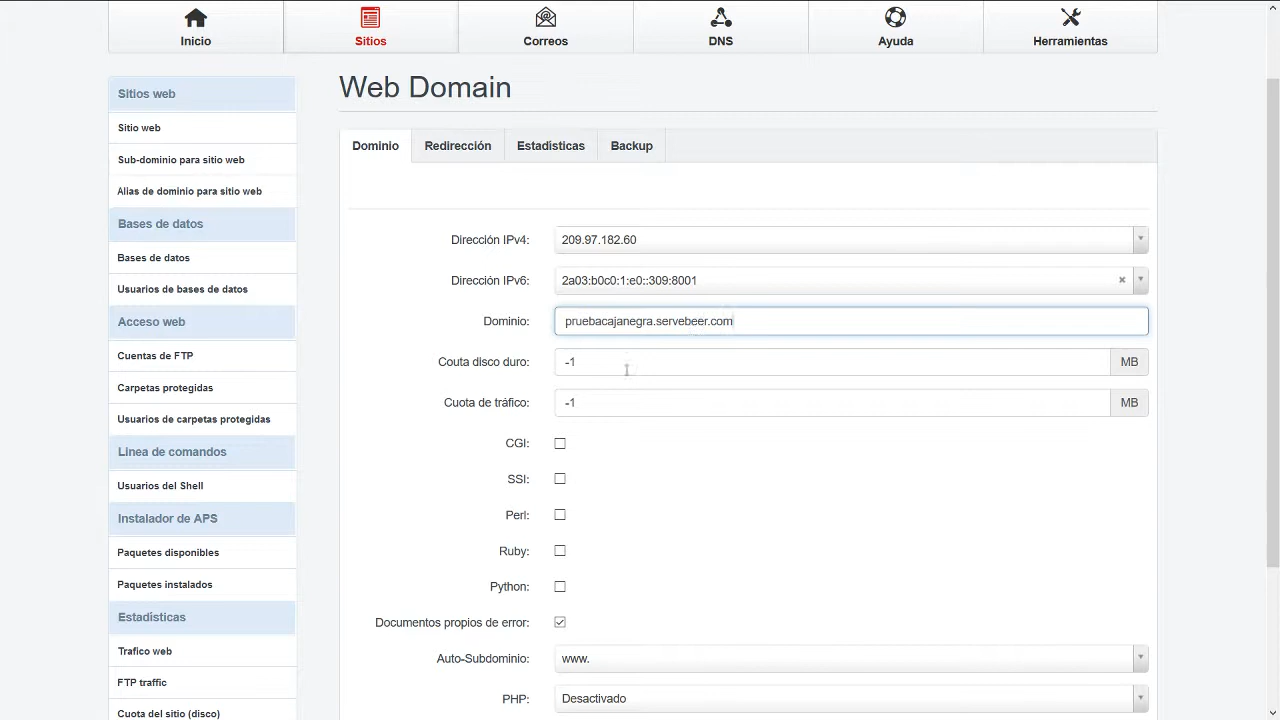 Inicio
Sitios
Correos
DNS
Ayuda
Herramientas
Sitios web
Sitio web
Sub-dominio para sitio web
Alias de dominio para sitio web
Bases de datos
Bases de datos
Usuarios de bases de datos
Acceso web
Cuentas de FTP
Carpetas protegidas
Usuarios de carpetas protegidas
Linea de comandos
Usuarios del Shell
Instalador de APS
Paquetes disponibles
Paquetes instalados
Estadísticas
Trafico web
FTP traffic
Cuota del sitio (disco)
Web Domain
Dominio
Redirección
Estadísticas
Backup
Dirección IPv4: 209.97.182.60
Dirección IPv6: 2a03:b0c0:1:e0::309:8001
Dominio: pruebacajanegra.servebeer.com
Couta disco duro: -1 MB
Cuota de tráfico: -1 MB
CGI:
SSI:
Perl:
Ruby:
Python:
Documentos propios de error:
Auto-Subdominio: www.
PHP: Desactivado